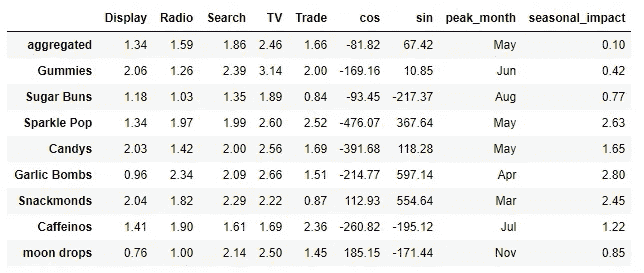 Display Radio Search TV Trade cos sin peak_month seasonal_impact
aggregated 1.34 1.59 1.86 2.46 1.66 -81.82 67.42 May 0.10
Gummies 2.06 1.26 2.39 3.14 2.00 -169.16 10.85 Jun 0.42
Sugar Buns 1.18 1.03 1.35 1.89 0.84 -93.45 -217.37 Aug 0.77
Sparkle Pop 1.34 1.97 1.99 2.60 2.52 -476.07 367.64 May 2.63
Candys 2.03 1.42 2.00 2.56 1.69 -391.68 118.28 May 1.65
Garlic Bombs 0.96 2.34 2.09 2.66 1.51 -214.77 597.14 Apr 2.80
Snackmonds 2.04 1.82 2.29 2.22 0.87 112.93 554.64 Mar 2.45
Caffeinos 1.41 1.90 1.61 1.69 2.36 -260.82 -195.12 Jul 1.22
moon drops 0.76 1.00 2.14 2.50 1.45 185.15 -171.44 Nov 0.85